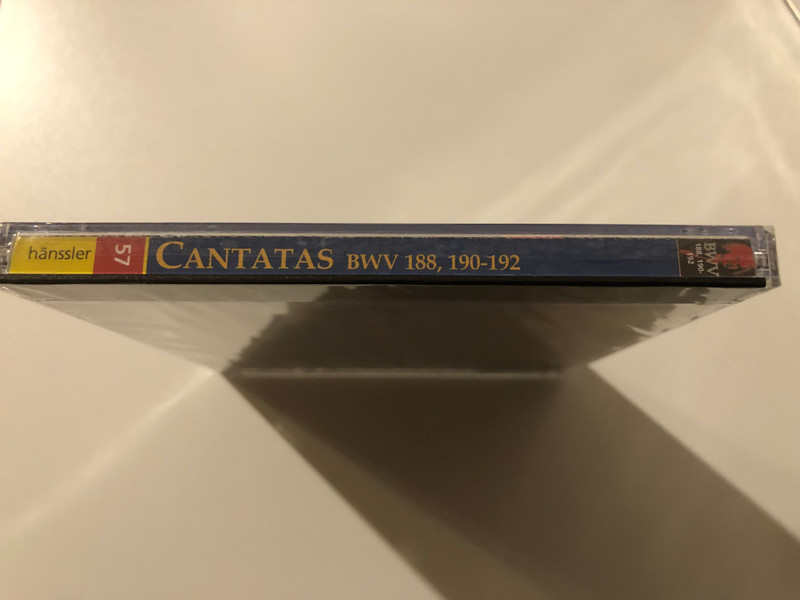 hänssler
57
CANTATAS BWV 188, 190-192
BWV
188, 190-
192